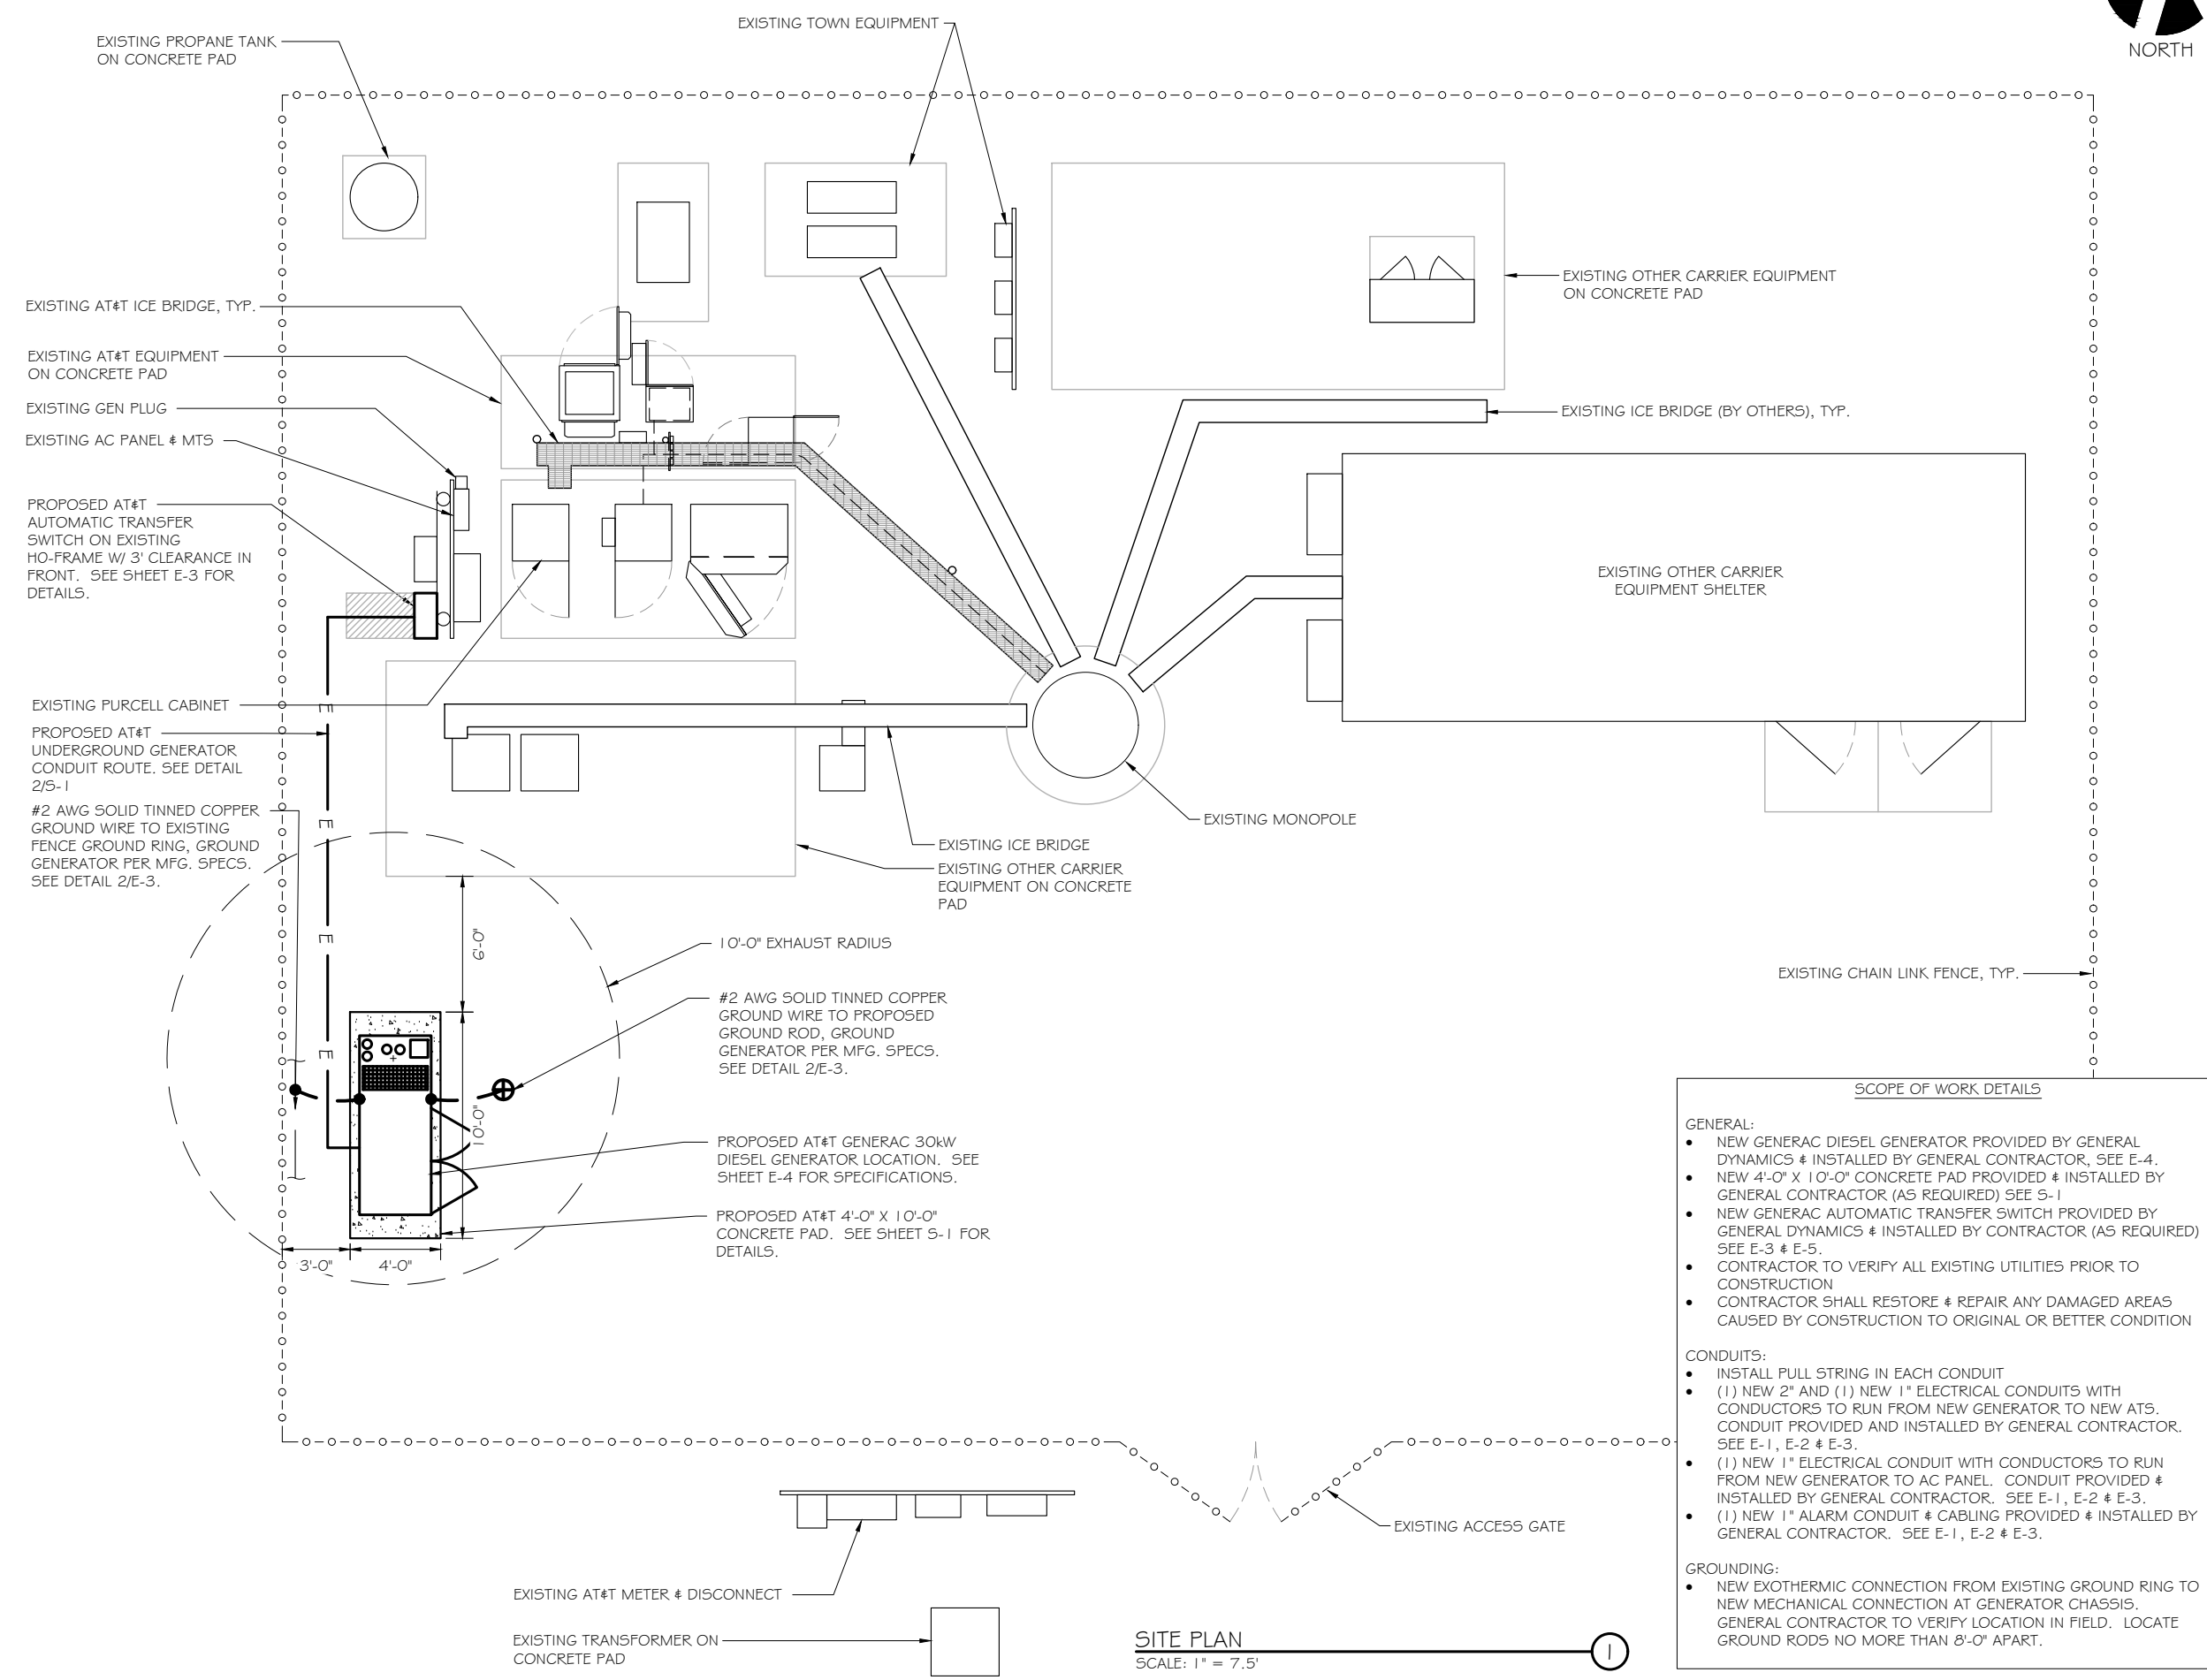 NORTH
EXISTING TOWN EQUIPMENT
EXISTING PROPANE TANK
ON CONCRETE PAD
EXISTING OTHER CARRIER EQUIPMENT
ON CONCRETE PAD
EXISTING AT&T ICE BRIDGE, TYP.
EXISTING AT&T EQUIPMENT
ON CONCRETE PAD
EXISTING GEN PLUG
EXISTING AC PANEL & MTS
EXISTING ICE BRIDGE (BY OTHERS), TYP.
PROPOSED AT&T
AUTOMATIC TRANSFER
SWITCH ON EXISTING
HO-FRAME W/ 3' CLEARANCE IN
FRONT. SEE SHEET E-3 FOR
DETAILS.
EXISTING OTHER CARRIER
EQUIPMENT SHELTER
EXISTING PURCELL CABINET
PROPOSED AT&T
UNDERGROUND GENERATOR
CONDUIT ROUTE. SEE DETAIL
2/S-1
#2 AWG SOLID TINNED COPPER
GROUND WIRE TO EXISTING
FENCE GROUND RING, GROUND
GENERATOR PER MFG. SPECS.
SEE DETAIL 2/E-3.
E
E
E
E
EXISTING MONOPOLE
EXISTING ICE BRIDGE
EXISTING OTHER CARRIER
EQUIPMENT ON CONCRETE
PAD
6'-0"
10'-0" EXHAUST RADIUS
EXISTING CHAIN LINK FENCE, TYP.
#2 AWG SOLID TINNED COPPER
GROUND WIRE TO PROPOSED
GROUND ROD, GROUND
GENERATOR PER MFG. SPECS.
SEE DETAIL 2/E-3.
10'-0"
PROPOSED AT&T GENERAC 30kW
DIESEL GENERATOR LOCATION. SEE
SHEET E-4 FOR SPECIFICATIONS.
PROPOSED AT&T 4'-0" X 10'-0"
CONCRETE PAD. SEE SHEET S-1 FOR
DETAILS.
3'-0"
4'-0"
EXISTING ACCESS GATE
EXISTING AT&T METER & DISCONNECT
EXISTING TRANSFORMER ON
CONCRETE PAD
SITE PLAN
SCALE: 1" = 7.5'
1
SCOPE OF WORK DETAILS
GENERAL:
• NEW GENERAC DIESEL GENERATOR PROVIDED BY GENERAL
DYNAMICS & INSTALLED BY GENERAL CONTRACTOR, SEE E-4.
• NEW 4'-0" X 10'-0" CONCRETE PAD PROVIDED & INSTALLED BY
GENERAL CONTRACTOR (AS REQUIRED) SEE S-1
• NEW GENERAC AUTOMATIC TRANSFER SWITCH PROVIDED BY
GENERAL DYNAMICS & INSTALLED BY CONTRACTOR (AS REQUIRED)
SEE E-3 & E-5.
• CONTRACTOR TO VERIFY ALL EXISTING UTILITIES PRIOR TO
CONSTRUCTION
• CONTRACTOR SHALL RESTORE & REPAIR ANY DAMAGED AREAS
CAUSED BY CONSTRUCTION TO ORIGINAL OR BETTER CONDITION
CONDUITS:
• INSTALL PULL STRING IN EACH CONDUIT
• (1) NEW 2" AND (1) NEW 1" ELECTRICAL CONDUITS WITH
CONDUCTORS TO RUN FROM NEW GENERATOR TO NEW ATS.
CONDUIT PROVIDED AND INSTALLED BY GENERAL CONTRACTOR.
SEE E-1, E-2 & E-3.
• (1) NEW 1" ELECTRICAL CONDUIT WITH CONDUCTORS TO RUN
FROM NEW GENERATOR TO AC PANEL. CONDUIT PROVIDED &
INSTALLED BY GENERAL CONTRACTOR. SEE E-1, E-2 & E-3.
• (1) NEW 1" ALARM CONDUIT & CABLING PROVIDED & INSTALLED BY
GENERAL CONTRACTOR. SEE E-1, E-2 & E-3.
GROUNDING:
• NEW EXOTHERMIC CONNECTION FROM EXISTING GROUND RING TO
NEW MECHANICAL CONNECTION AT GENERATOR CHASSIS.
GENERAL CONTRACTOR TO VERIFY LOCATION IN FIELD. LOCATE
GROUND RODS NO MORE THAN 8'-0" APART.